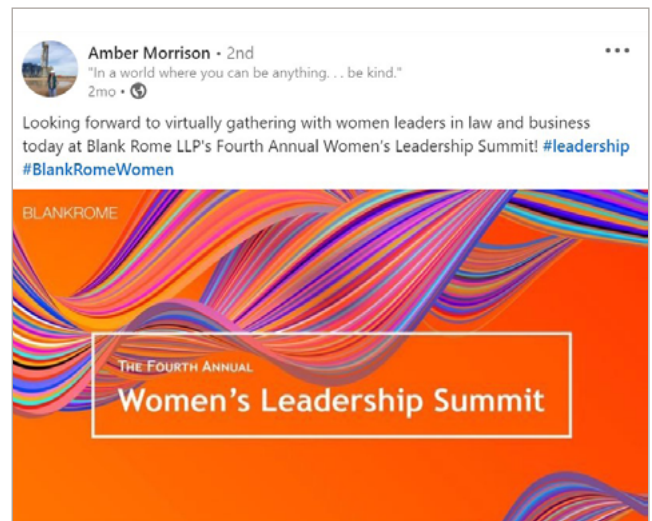 Amber Morrison • 2nd
"In a world where you can be anything. . . be kind."
2mo •
Looking forward to virtually gathering with women leaders in law and business
today at Blank Rome LLP's Fourth Annual Women's Leadership Summit! #leadership
#BlankRomeWomen
BLANKROME
The Fourth Annual
Women's Leadership Summit